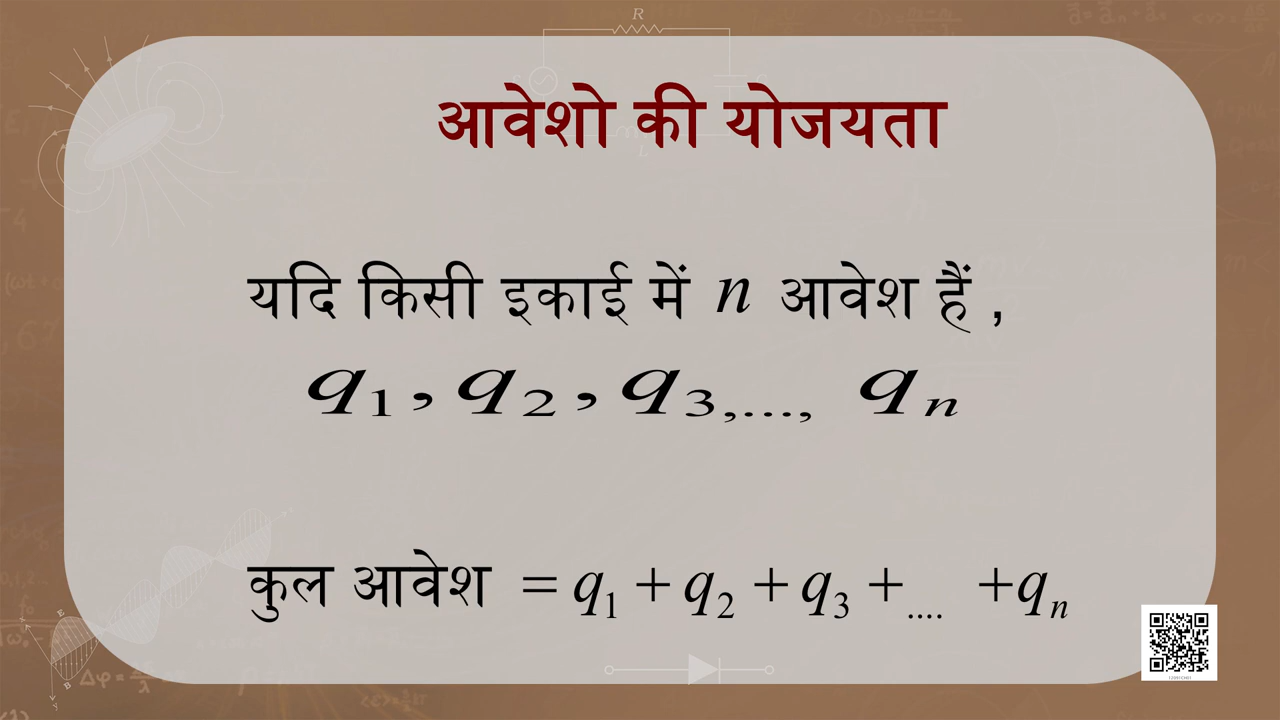 आवेशो की योजयता
यदि किसी इकाई में n आवेश हैं ,
q₁ , q₂ , q₃,...., qₙ
कुल आवेश = q₁ + q₂ + q₃ + .... + qₙ